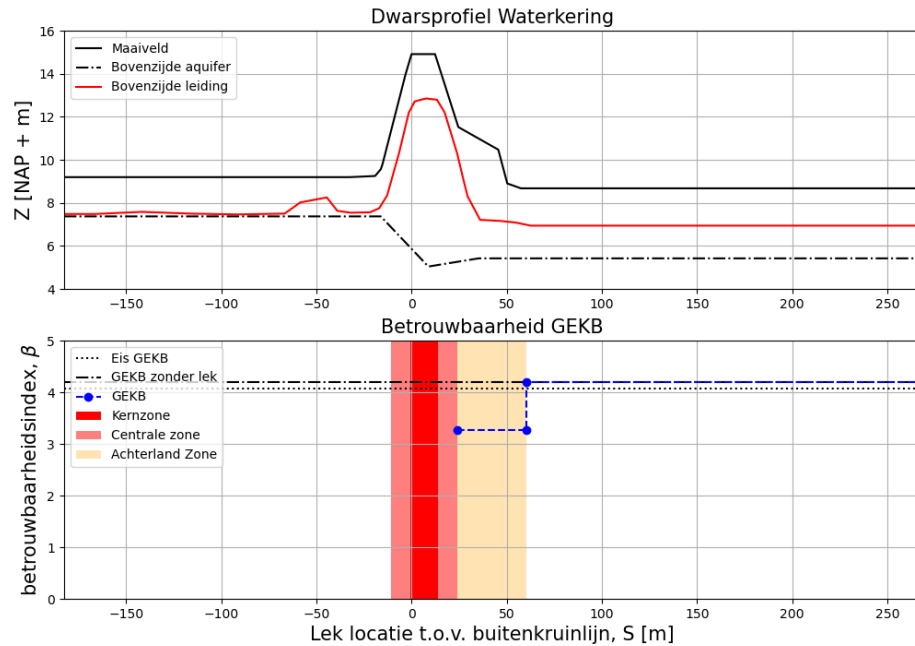 Dwarsprofiel Waterkering
Z [NAP + m]
16
14
12
10
8
6
4
Maaiveld
Bovenzijde aquifer
Bovenzijde leiding
−150
−100
−50
0
50
100
150
200
250
Betrouwbaarheid GEKB
betrouwbaarheidsindex, β
5
4
3
2
1
0
Eis GEKB
GEKB zonder lek
GEKB
Kernzone
Centrale zone
Achterland Zone
−150
−100
−50
0
50
100
150
200
250
Lek locatie t.o.v. buitenkruinlijn, S [m]